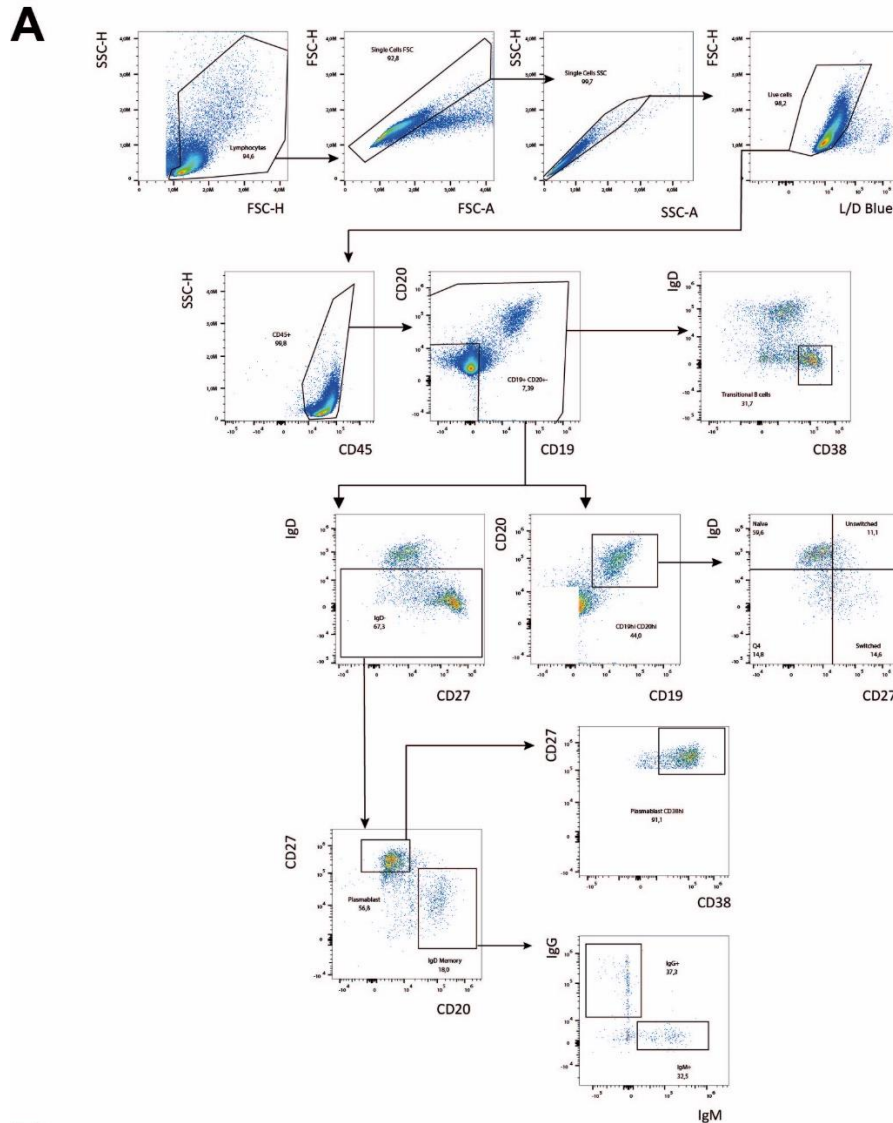 A
SSC-H
Lymphocytes
94,6
FSC-H
FSC-H
Single Cells FSC
92,8
FSC-A
SSC-H
Single Cells SSC
99,7
SSC-A
FSC-H
Live cells
98,2
L/D Blue
SSC-H
CD45+
98,8
CD45
CD20
CD19+ CD20+-
7,39
CD19
IgD
Transitional B cells
31,7
CD38
IgD
IgD-
67,3
CD27
CD20
CD19hi CD20hi
44,0
CD19
IgD
Naive
59,6
Unswitched
11,1
Q4
14,8
Switched
14,6
CD27
CD27
Plasmablast CD38hi
91,1
CD38
CD27
Plasmablast
56,8
IgD Memory
18,9
CD20
IgG
IgG+
37,2
IgM+
32,5
IgM